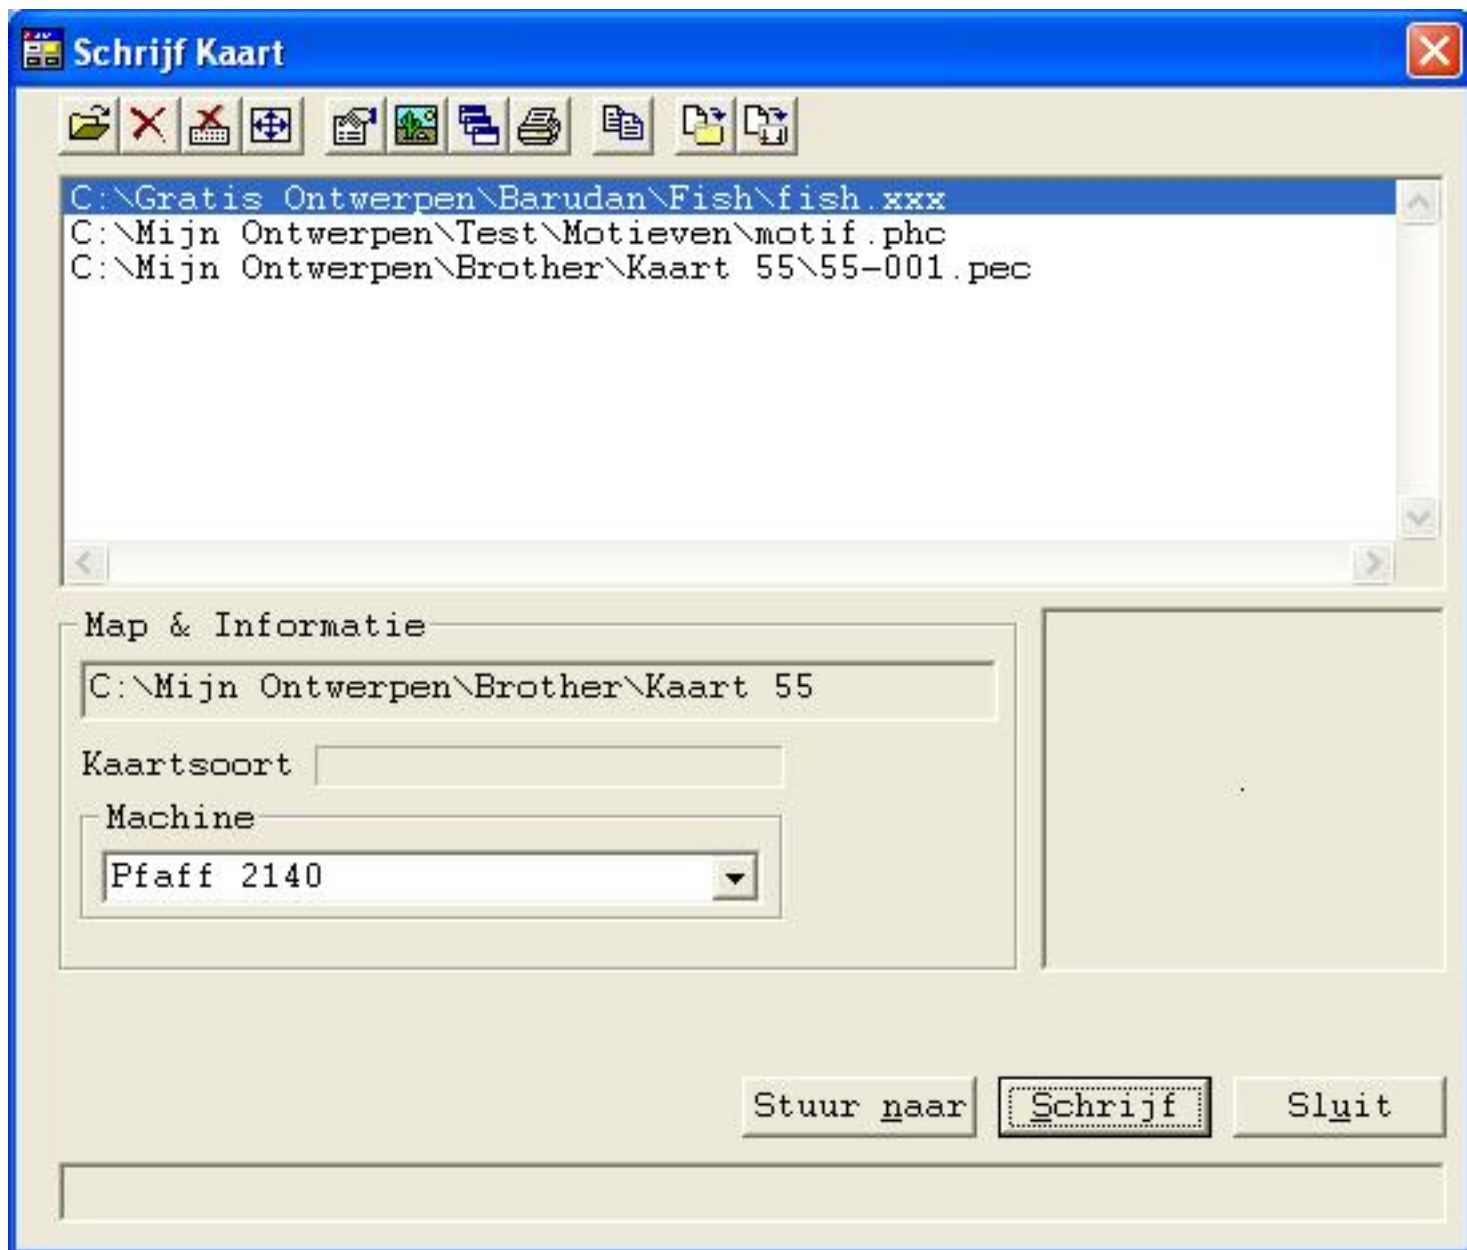 Schrijf Kaart
C:\Gratis Ontwerpen\Barudan\Fish\fish.xxx
C:\Mijn Ontwerpen\Test\Motieven\motif.phc
C:\Mijn Ontwerpen\Brother\Kaart 55\55-001.pec
Map & Informatie
C:\Mijn Ontwerpen\Brother\Kaart 55
Kaartsoort
Machine
Pfaff 2140
Stuur naar Schrijf Sluit